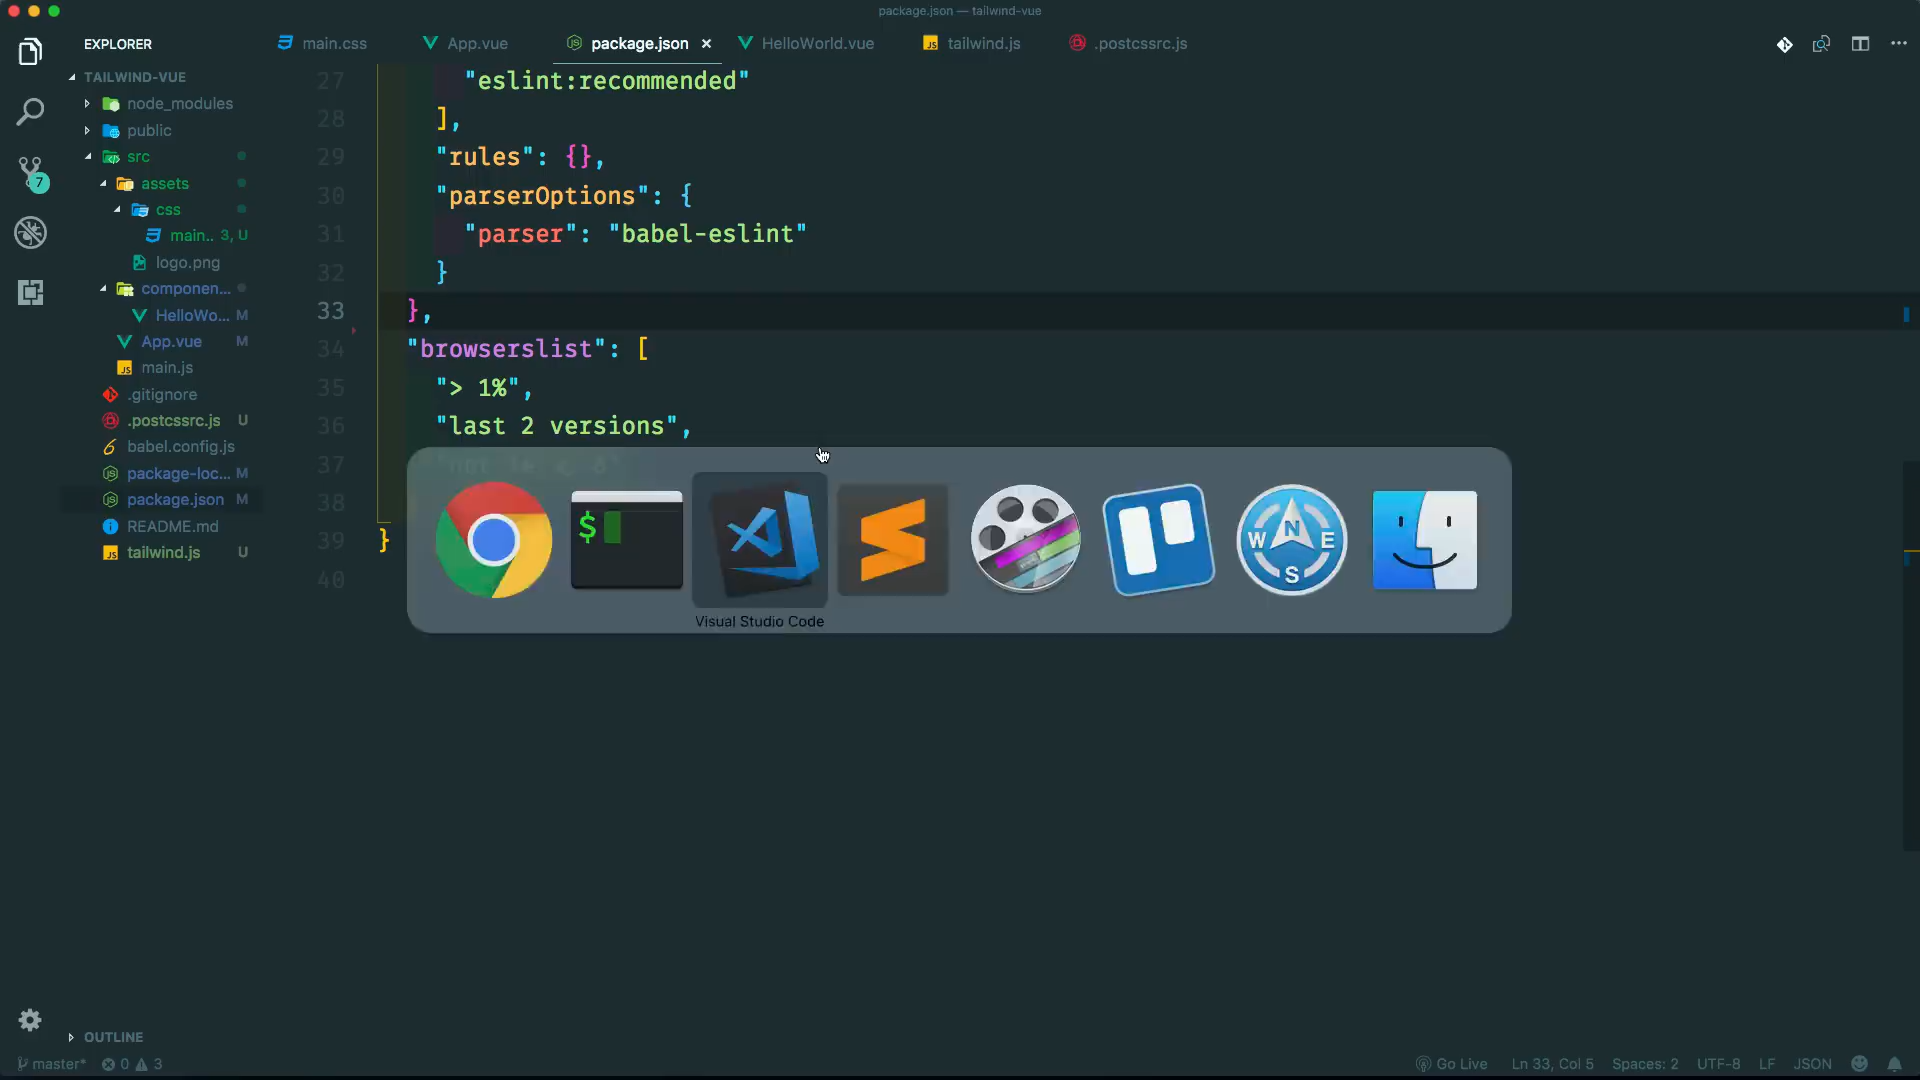 package.json — tailwind-vue
EXPLORER
main.css
App.vue
package.json ×
HelloWorld.vue
JS tailwind.js
.postcssrc.js
TAILWIND-VUE
node_modules
public
src
assets
css
main.. 3, U
logo.png
componen...
HelloWo... M
App.vue M
JS main.js
.gitignore
.postcssrc.js U
babel.config.js
package-loc... M
package.json M
README.md
JS tailwind.js U
7
27 "eslint:recommended"
28 ],
29 "rules": {},
30 "parserOptions": {
31 "parser": "babel-eslint"
32 }
33 },
34 "browserslist": [
35 "> 1%",
36 "last 2 versions",
37
38
39 }
40
$
N
W E
S
Visual Studio Code
OUTLINE
master* 0 3
Go Live Ln 33, Col 5 Spaces: 2 UTF-8 LF JSON